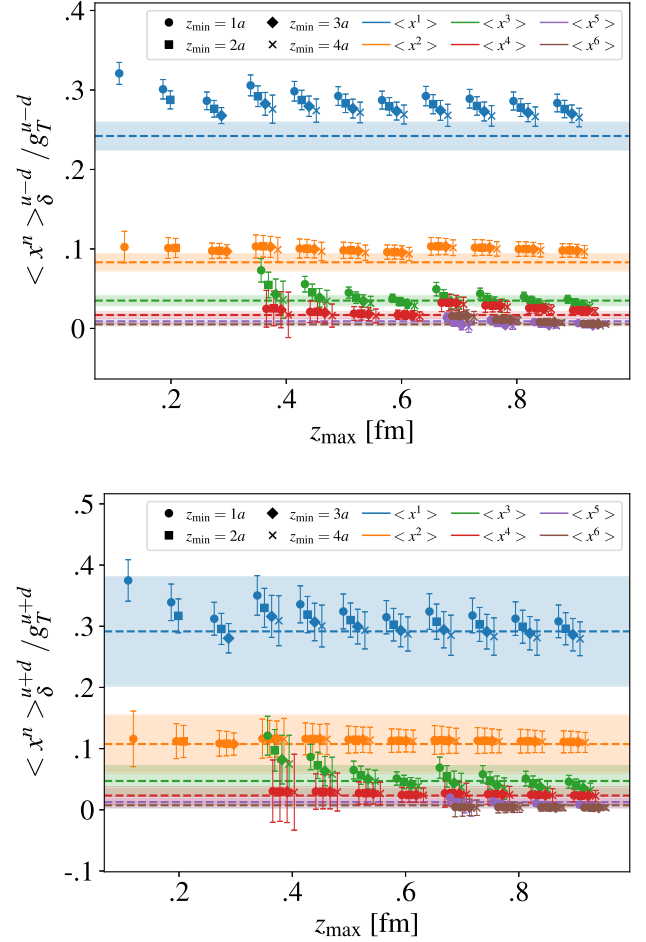 .4
.3
.2
.1
0
< x^n >_δ^{u−d} / g_T^{u−d}
z_min = 1a z_min = 3a < x^1 > < x^3 > < x^5 >
z_min = 2a z_min = 4a < x^2 > < x^4 > < x^6 >
.2 .4 .6 .8
z_max [fm]
.5
.4
.3
.2
.1
0
-.1
< x^n >_δ^{u+d} / g_T^{u+d}
z_min = 1a z_min = 3a < x^1 > < x^3 > < x^5 >
z_min = 2a z_min = 4a < x^2 > < x^4 > < x^6 >
.2 .4 .6 .8
z_max [fm]